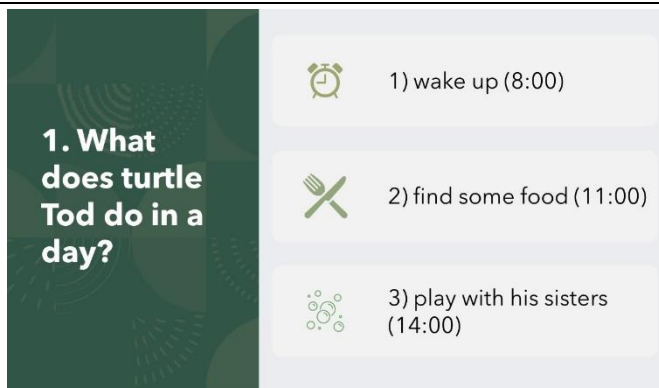 1. What
does turtle
Tod do in a
day?
1) wake up (8:00)
2) find some food (11:00)
3) play with his sisters
(14:00)